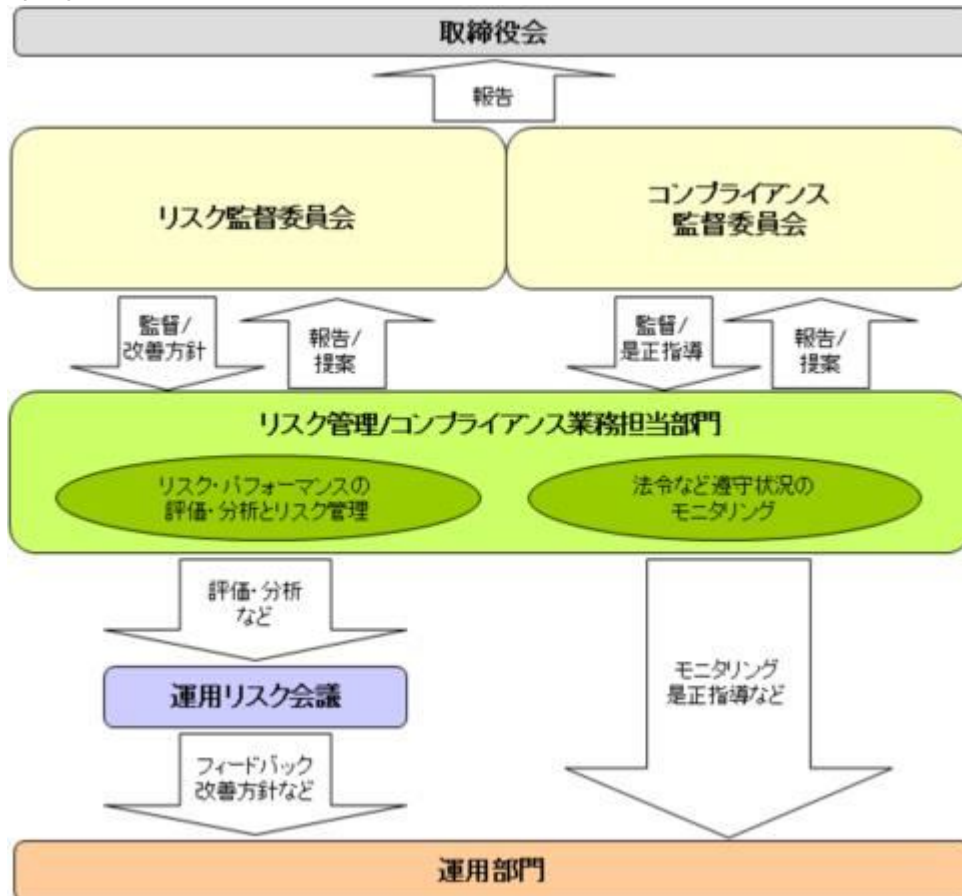 取締役会
報告
リスク監督委員会
コンプライアンス
監督委員会
監督/
改善方針
報告/
提案
監督/
是正指導
報告/
提案
リスク管理/コンプライアンス業務担当部門
リスク・パフォーマンスの
評価・分析とリスク管理
法令など遵守状況の
モニタリング
評価・分析
など
運用リスク会議
モニタリング
是正指導など
フィードバック
改善方針など
運用部門